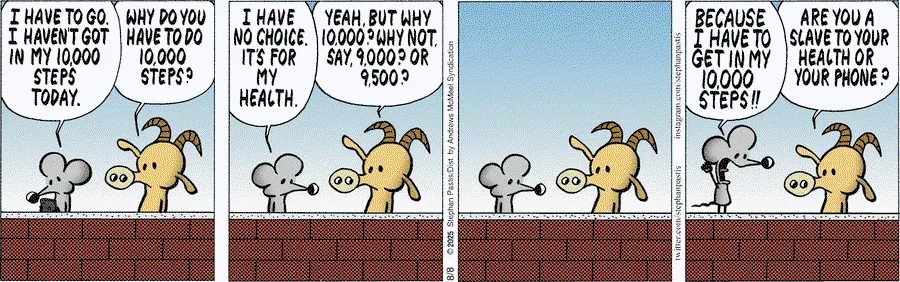 I HAVE TO GO.
I HAVEN'T GOT
IN MY 10,000
STEPS
TODAY.
WHY DO YOU
HAVE TO DO
10,000
STEPS?
I HAVE
NO CHOICE.
IT'S FOR
MY
HEALTH.
YEAH, BUT WHY
10,000? WHY NOT,
SAY, 9,000? OR
9,500?
8/8 © 2025 Stephan Pastis/Dist. by Andrews McMeel Syndication
twitter.com/stephanpastis instagram.com/stephanpastis
BECAUSE
I HAVE TO
GET IN MY
10,000
STEPS!!
ARE YOU A
SLAVE TO YOUR
HEALTH OR
YOUR PHONE?